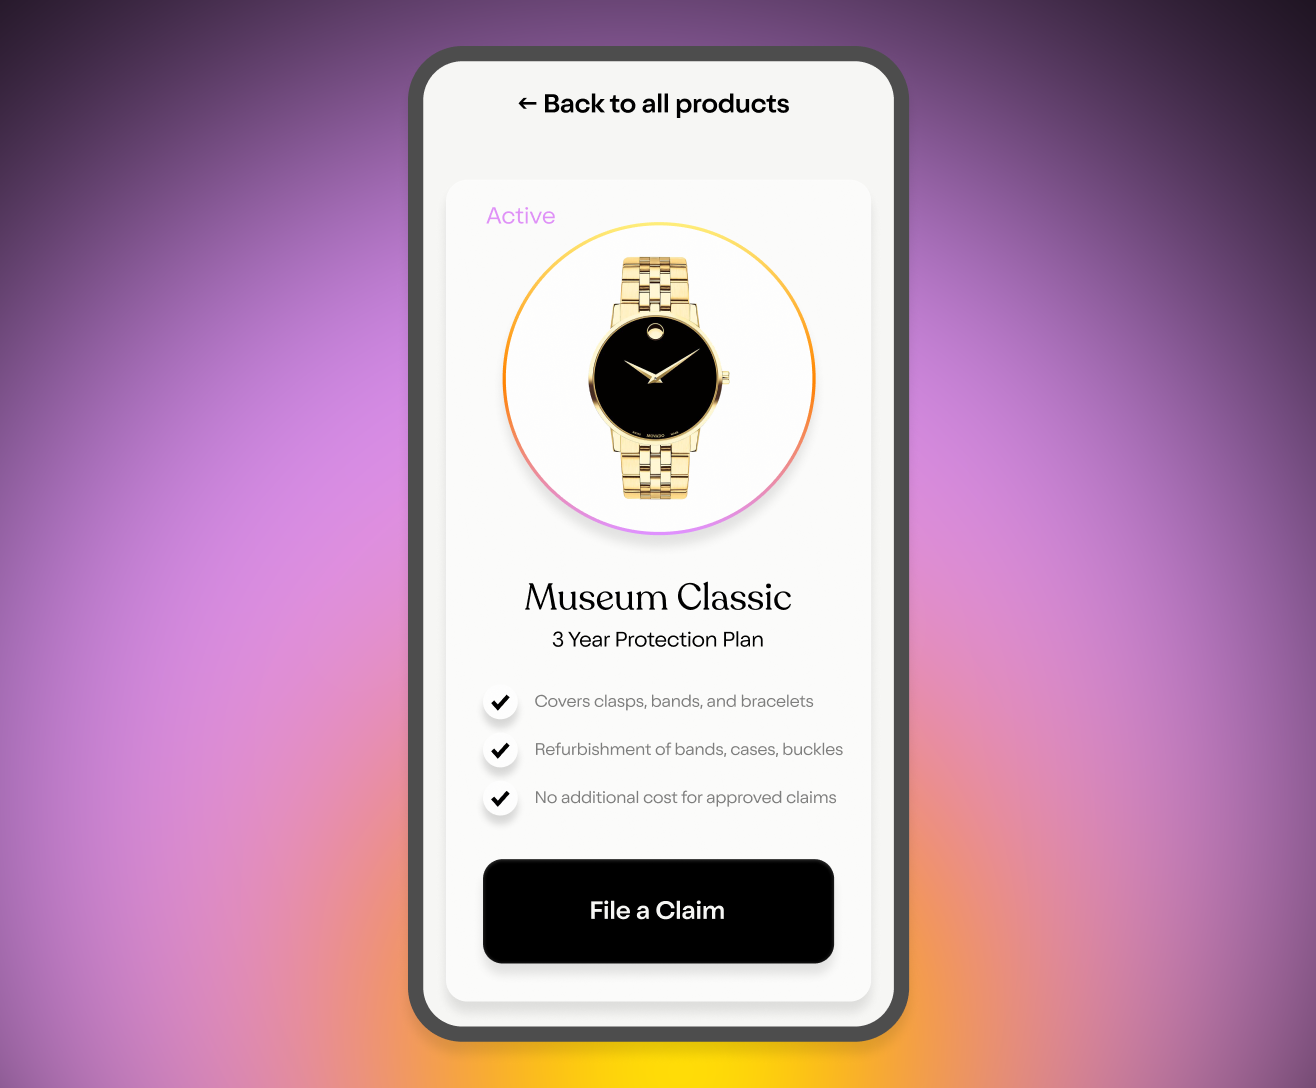 ← Back to all products
Active
MOVADO
Museum Classic
3 Year Protection Plan
Covers clasps, bands, and bracelets
Refurbishment of bands, cases, buckles
No additional cost for approved claims
File a Claim